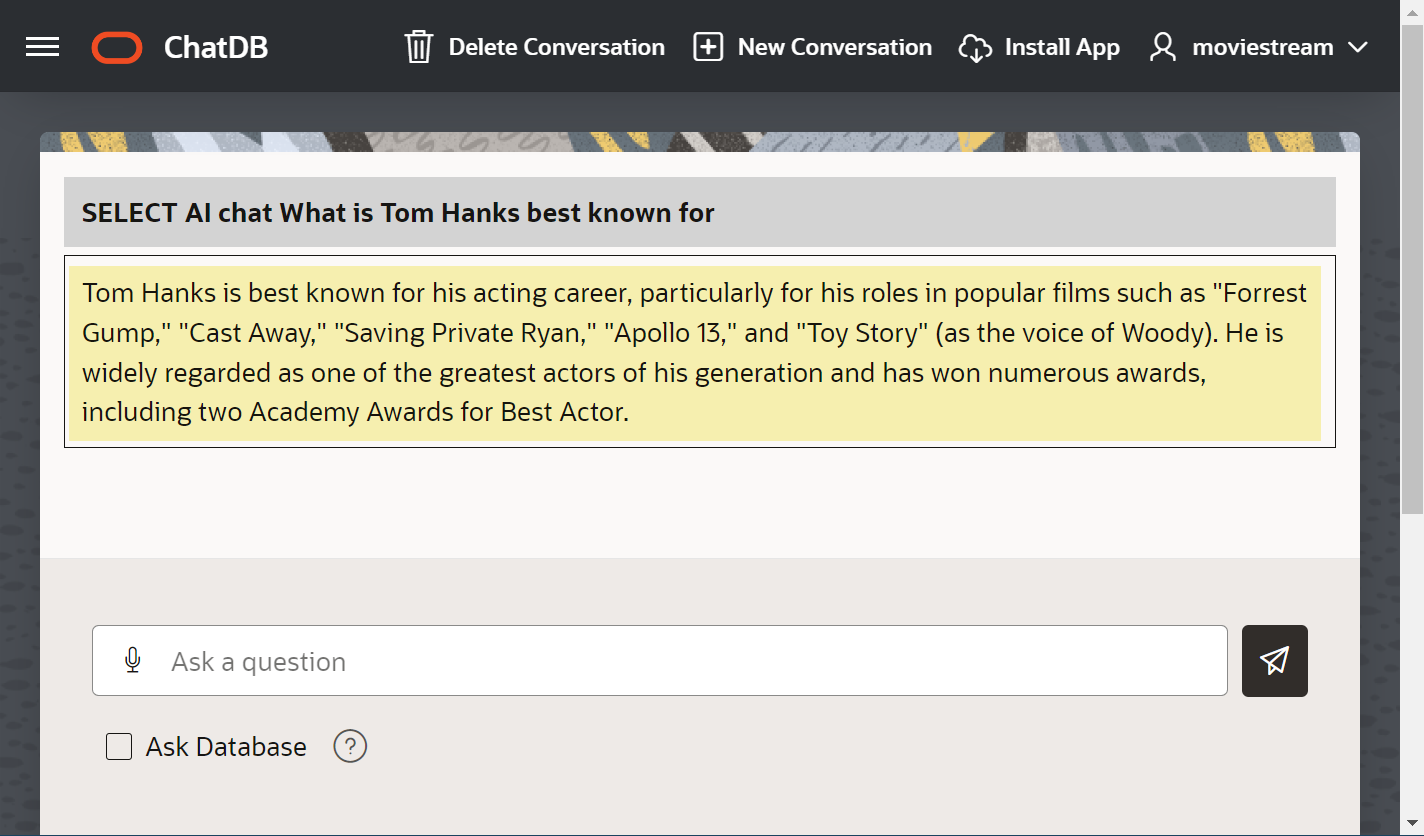 ChatDB Delete Conversation New Conversation Install App moviestream
SELECT AI chat What is Tom Hanks best known for
Tom Hanks is best known for his acting career, particularly for his roles in popular films such as "Forrest
Gump," "Cast Away," "Saving Private Ryan," "Apollo 13," and "Toy Story" (as the voice of Woody). He is
widely regarded as one of the greatest actors of his generation and has won numerous awards,
including two Academy Awards for Best Actor.
Ask a question
Ask Database ?